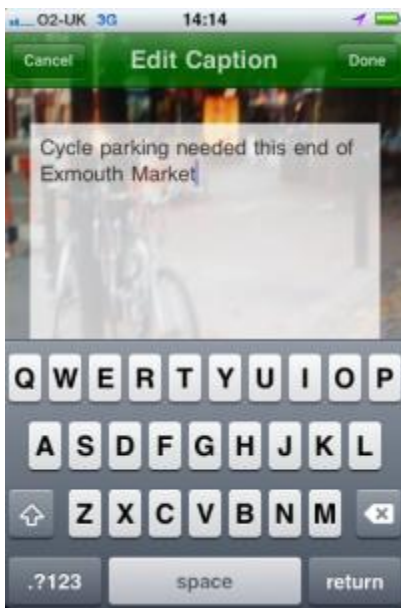 O2-UK 3G 14:14
Cancel Edit Caption Done
Cycle parking needed this end of
Exmouth Market
Q W E R T Y U I O P
A S D F G H J K L
Z X C V B N M
.?123 space return